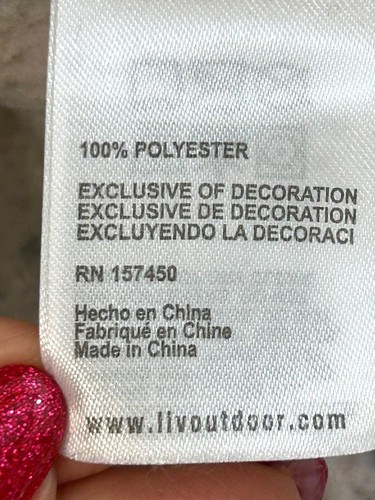 100% POLYESTER
EXCLUSIVE OF DECORATION
EXCLUSIVE DE DECORATION
EXCLUYENDO LA DECORACI
RN 157450
Hecho en China
Fabriqué en Chine
Made in China
www.livoutdoor.com